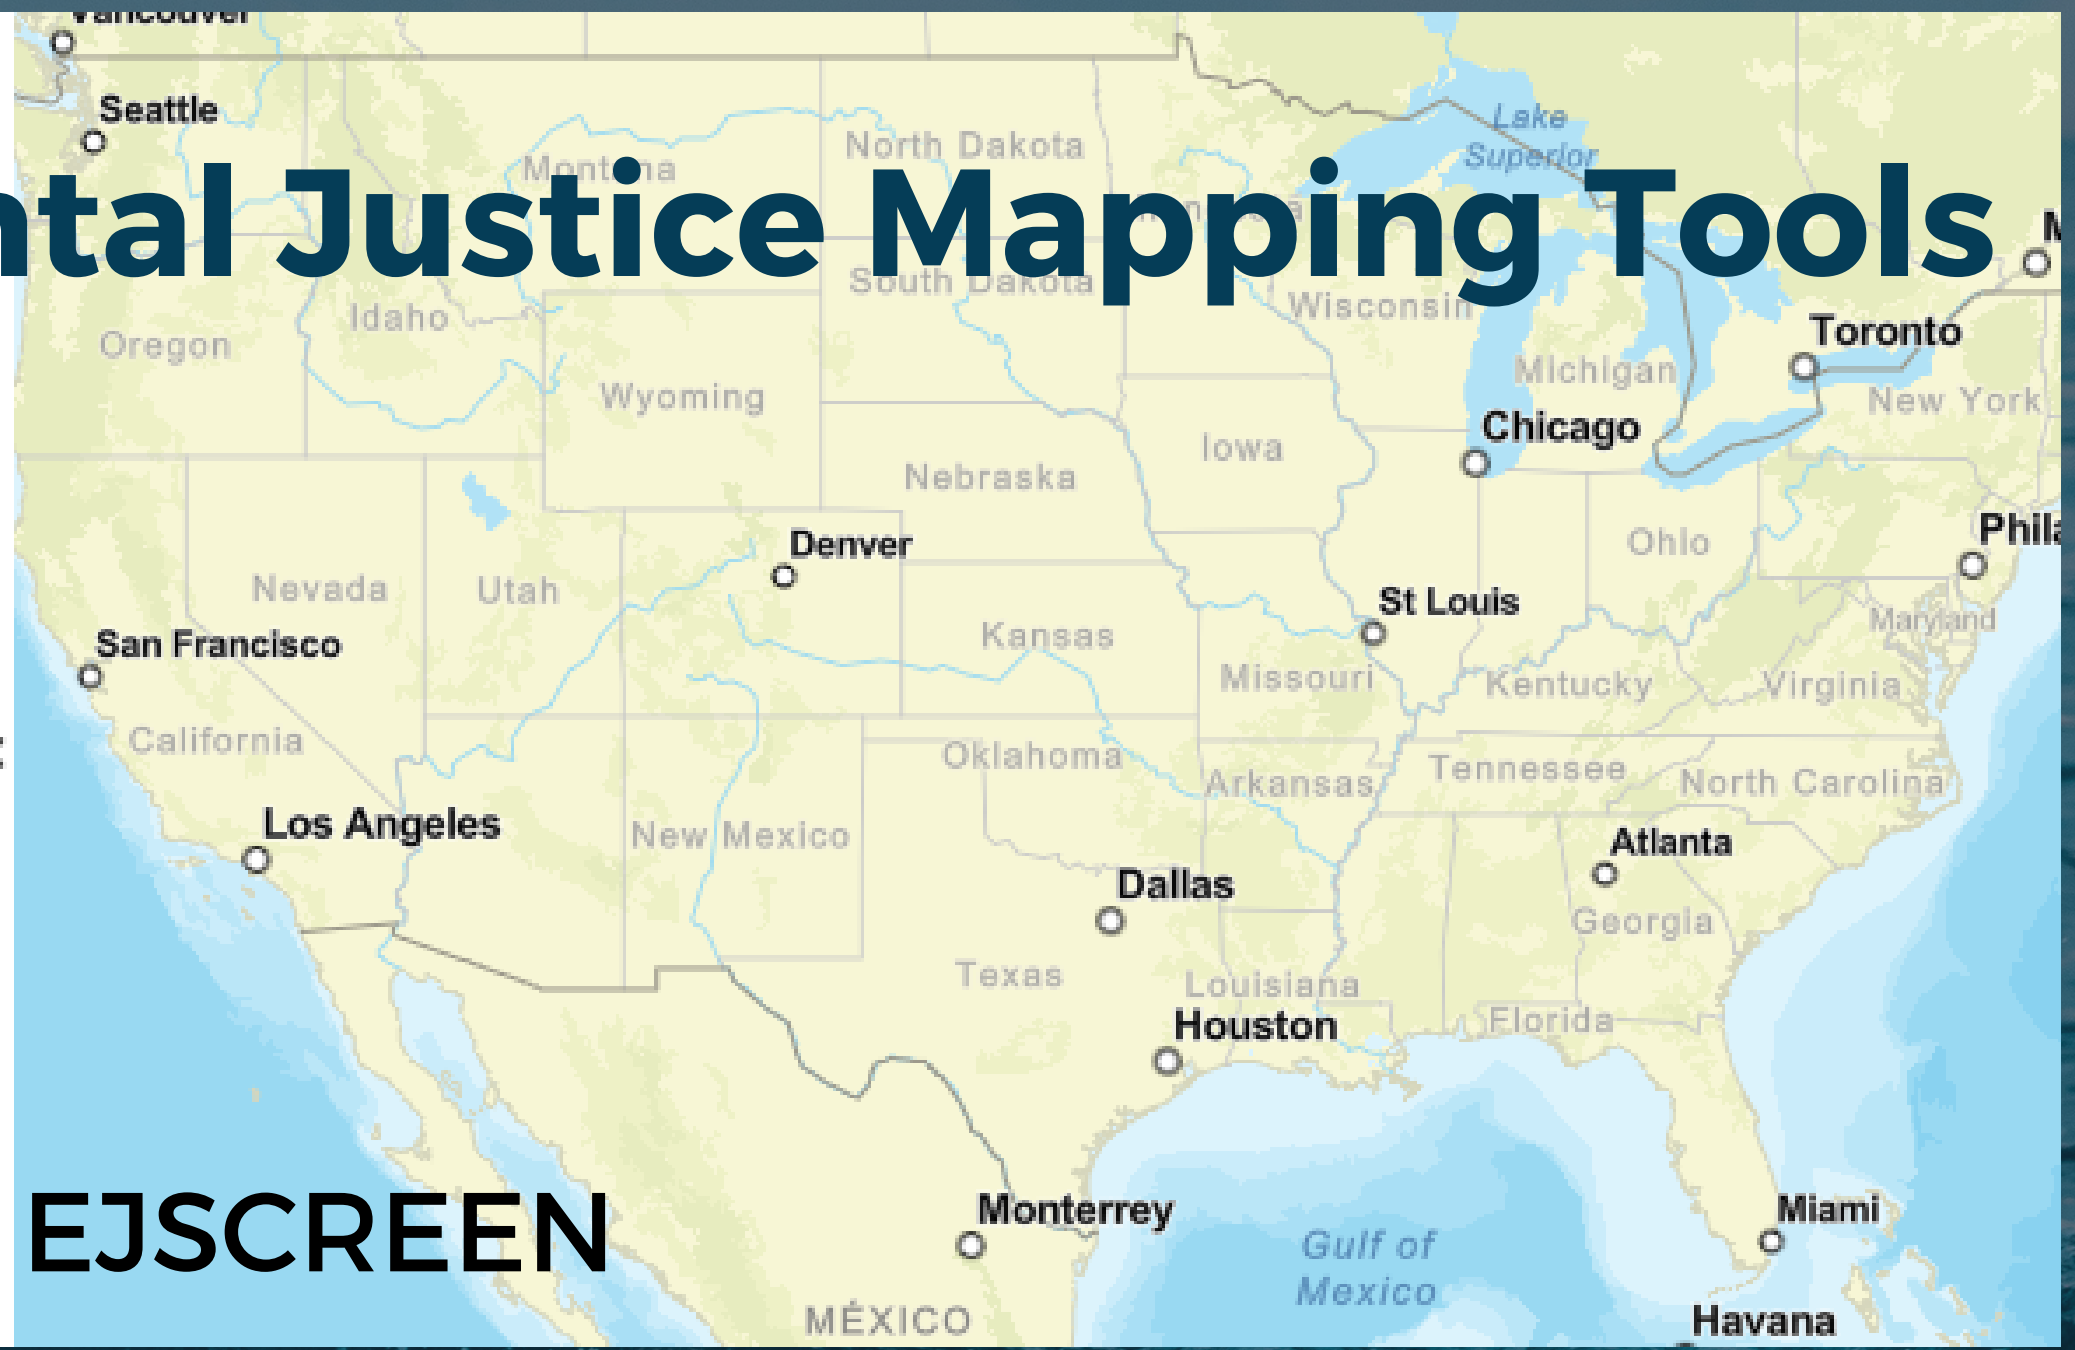 Vancouver
Seattle
Lake
Superior
North Dakota
Montana
ntal Justice Mapping Tools
South Dakota
Wisconsin
Idaho
Oregon
Toronto
Michigan
Wyoming
New York
Chicago
Iowa
Nebraska
Phila
Denver
Ohio
Nevada
Utah
St Louis
Maryland
Kansas
San Francisco
Missouri
Kentucky
Virginia
California
Oklahoma
Arkansas
Tennessee
North Carolina
Los Angeles
New Mexico
Atlanta
Dallas
Georgia
Texas
Louisiana
Houston
Florida
EJSCREEN
Monterrey
Miami
Gulf of
Mexico
MÉXICO
Havana